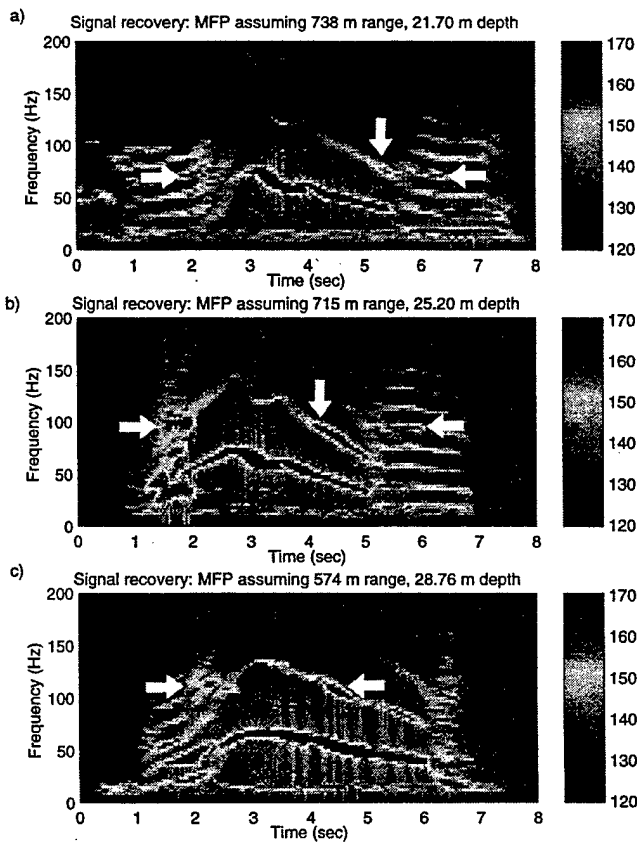 a)
Signal recovery: MFP assuming 738 m range, 21.70 m depth
200
150
100
50
0
Frequency (Hz)
0 1 2 3 4 5 6 7 8
Time (sec)
170
160
150
140
130
120
b)
Signal recovery: MFP assuming 715 m range, 25.20 m depth
200
150
100
50
0
Frequency (Hz)
0 1 2 3 4 5 6 7 8
Time (sec)
170
160
150
140
130
120
c)
Signal recovery: MFP assuming 574 m range, 28.76 m depth
200
150
100
50
0
Frequency (Hz)
0 1 2 3 4 5 6 7 8
Time (sec)
170
160
150
140
130
120